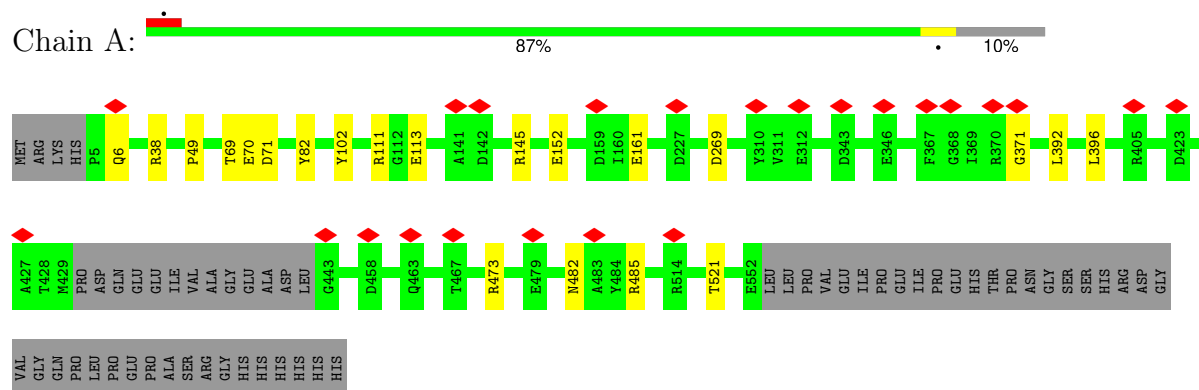 Chain A:
87% 10%
MET ARG LYS HIS P5 Q6 R38 P49 T69 E70 D71 Y82 Y102 R111 G112 E113 A141 D142 R145 E152 D159 I160 E161 D227 D269 Y310 V311 E312 D343 E346 F367 G368 I369 R370 G371 L392 L396 R405 D423
A427 T428 M429 PRO ASP GLN GLU GLU ILE VAL ALA GLY GLU ALA ASP LEU G443 D458 Q463 T467 R473 E479 N482 A483 Y484 R485 R514 T521 E552 LEU LEU PRO VAL GLU ILE PRO GLU ILE PRO GLU HIS THR PRO ASN GLY SER SER HIS ARG ASP GLY
VAL GLY GLN PRO LEU PRO GLU PRO ALA SER ARG GLY HIS HIS HIS HIS HIS HIS